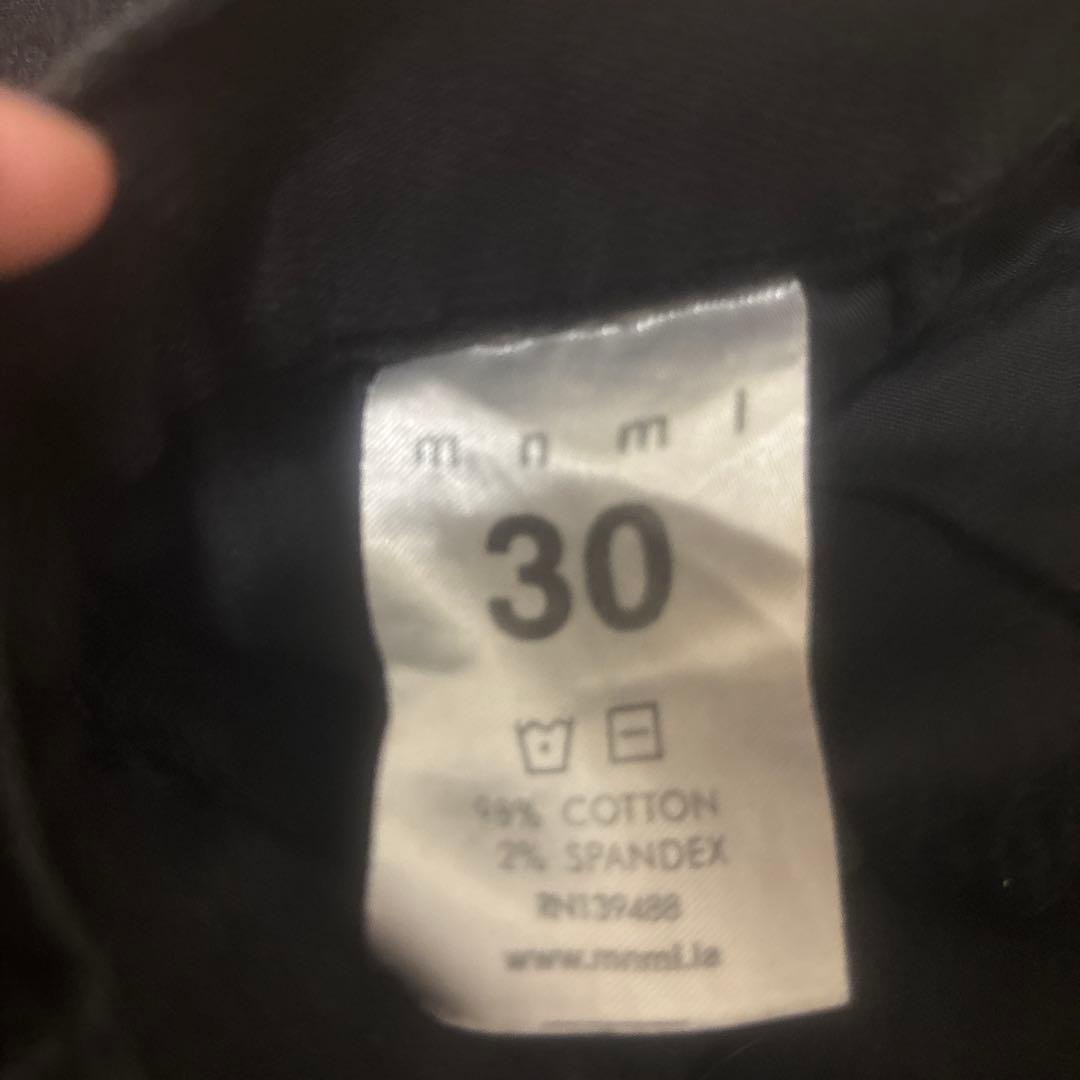 m n m l
30
98% COTTON
2% SPANDEX
RN139488
www.mnml.la